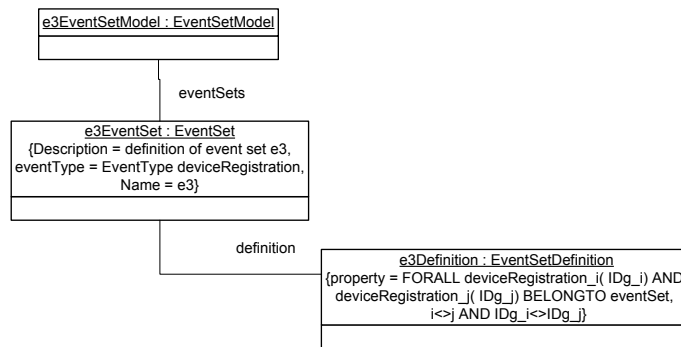 e3EventSetModel : EventSetModel
eventSets
e3EventSet : EventSet
{Description = definition of event set e3,
eventType = EventType deviceRegistration,
Name = e3}
definition
e3Definition : EventSetDefinition
{property = FORALL deviceRegistration_i( IDg_i) AND
deviceRegistration_j( IDg_j) BELONGTO eventSet,
i<>j AND IDg_i<>IDg_j}